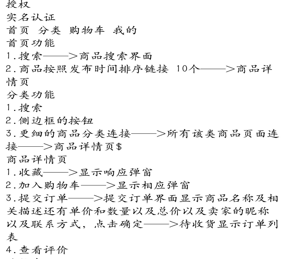 授权
实名认证
首页 分类 购物车 我的
首页功能
1.搜索——>商品搜索界面
2.商品按照发布时间排序链接 10个——>商品详
情页
分类功能
1.搜索
2.侧边框的按钮
3.更细的商品分类连接——>所有该类商品页面连
接——>商品详情页$
商品详情页
1.收藏——>显示响应弹窗
2.加入购物车——>显示相应弹窗
3.提交订单——>提交订单界面显示商品名称及相
关描述还有单价和数量以及总价以及卖家的昵称
以及联系方式，点击确定——>待收货显示订单列
表
4.查看评价